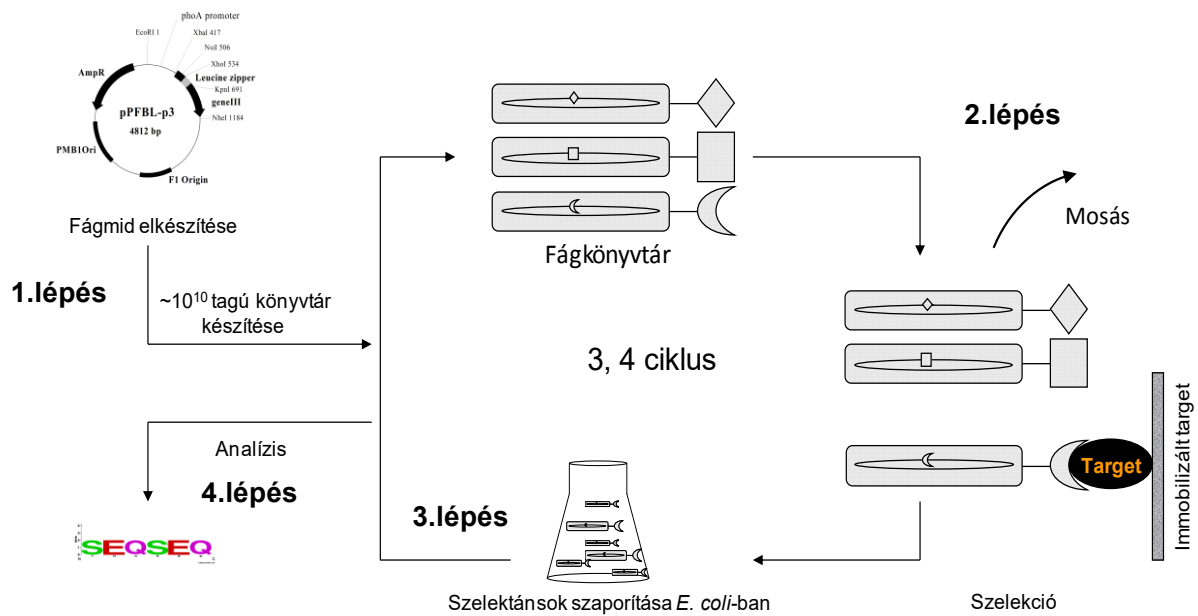 phoA promoter
EcoRI 1
XbaI 417
NsiI 506
XhoI 534
Leucine zipper
KpnI 691
geneIII
NheI 1184
AmpR
pPFBL-p3
4812 bp
PMB1Ori
F1 Origin
Fágmid elkészítése
1.lépés
~10¹⁰ tagú könyvtár
készítése
Fágkönyvtár
2.lépés
Mosás
3, 4 ciklus
Target
Immobilizált target
Szelekció
3.lépés
Szelektánsok szaporítása E. coli-ban
Analízis
4.lépés
SEQSEQ